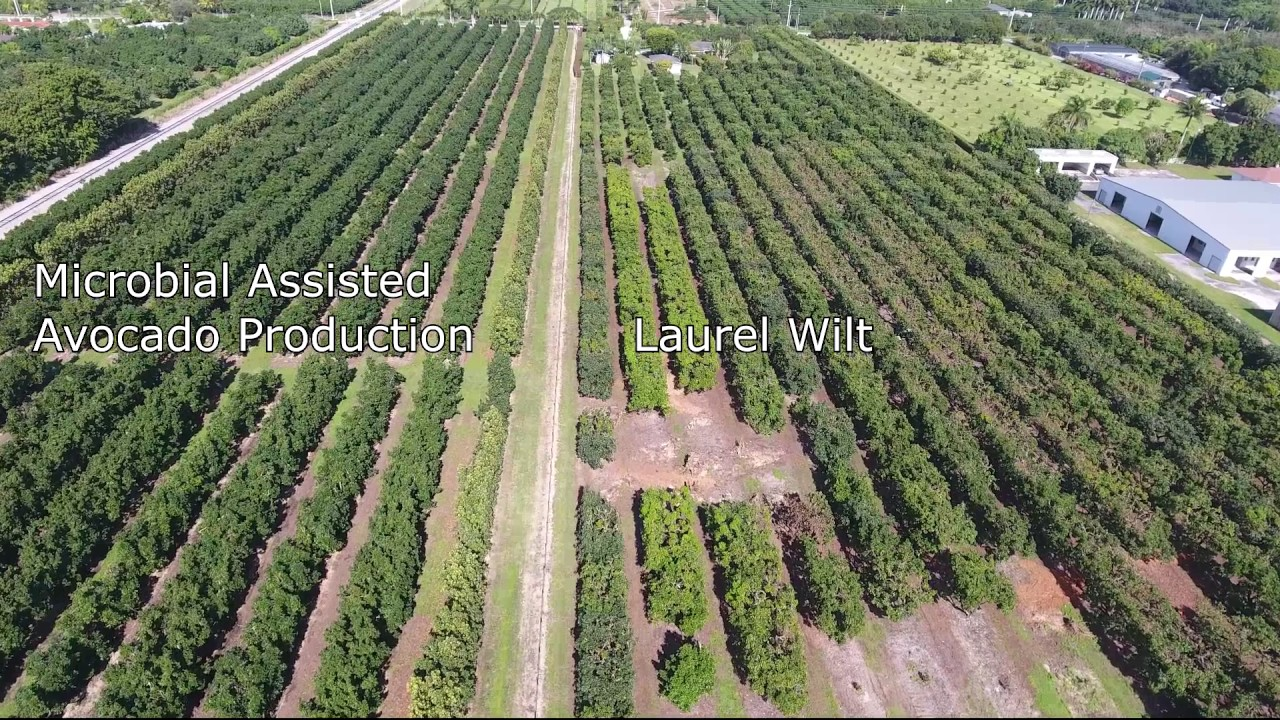 Microbial Assisted
Avocado Production
Laurel Wilt